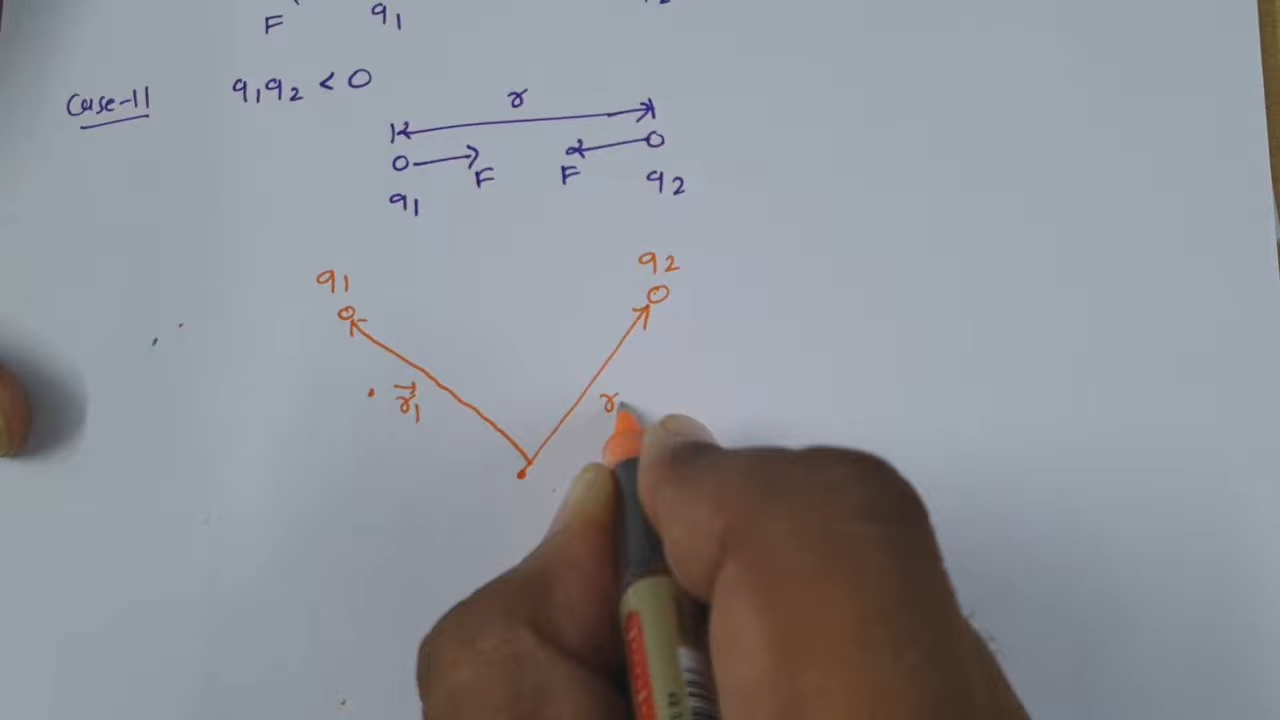 F q₁
Case-II q₁q₂ < 0
r
F F
q₁ q₂
q₁ q₂
r⃗₁ r